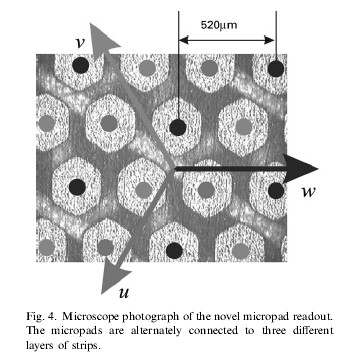 520μm
v
w
u
Fig. 4. Microscope photograph of the novel micropad readout.
The micropads are alternately connected to three different
layers of strips.